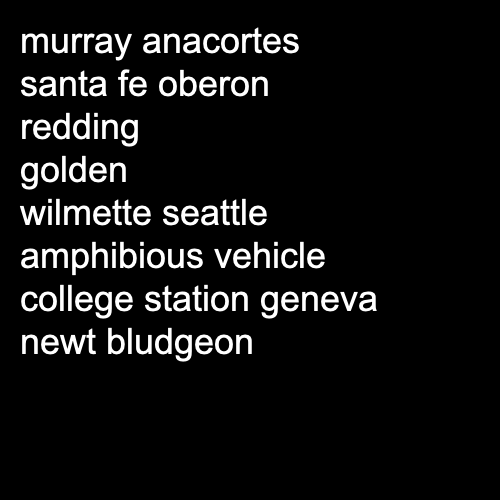 murray anacortes
santa fe oberon
redding
golden
wilmette seattle
amphibious vehicle
college station geneva
newt bludgeon